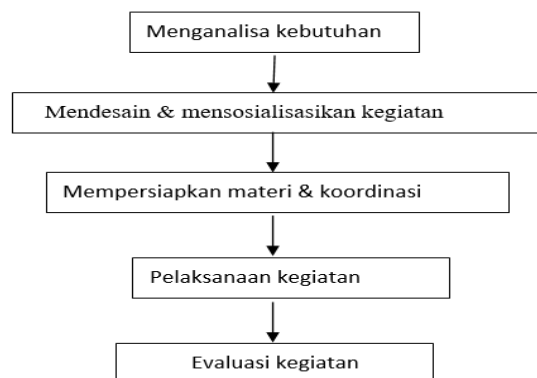 Menganalisa kebutuhan
Mendesain & mensosialisasikan kegiatan
Mempersiapkan materi & koordinasi
Pelaksanaan kegiatan
Evaluasi kegiatan